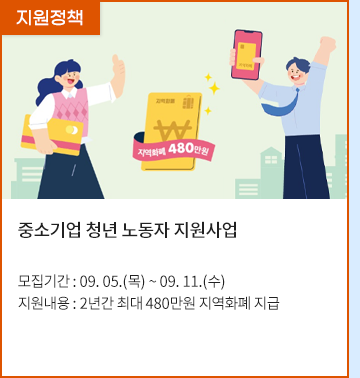 지원정책
지역화폐
지역화폐 480만원
중소기업 청년 노동자 지원사업
모집기간 : 09. 05.(목) ~ 09. 11.(수)
지원내용 : 2년간 최대 480만원 지역화폐 지급